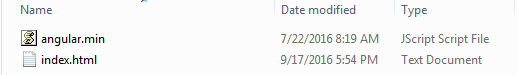 Name Date modified Type
angular.min 7/22/2016 8:19 AM JScript Script File
index.html 9/17/2016 5:54 PM Text Document